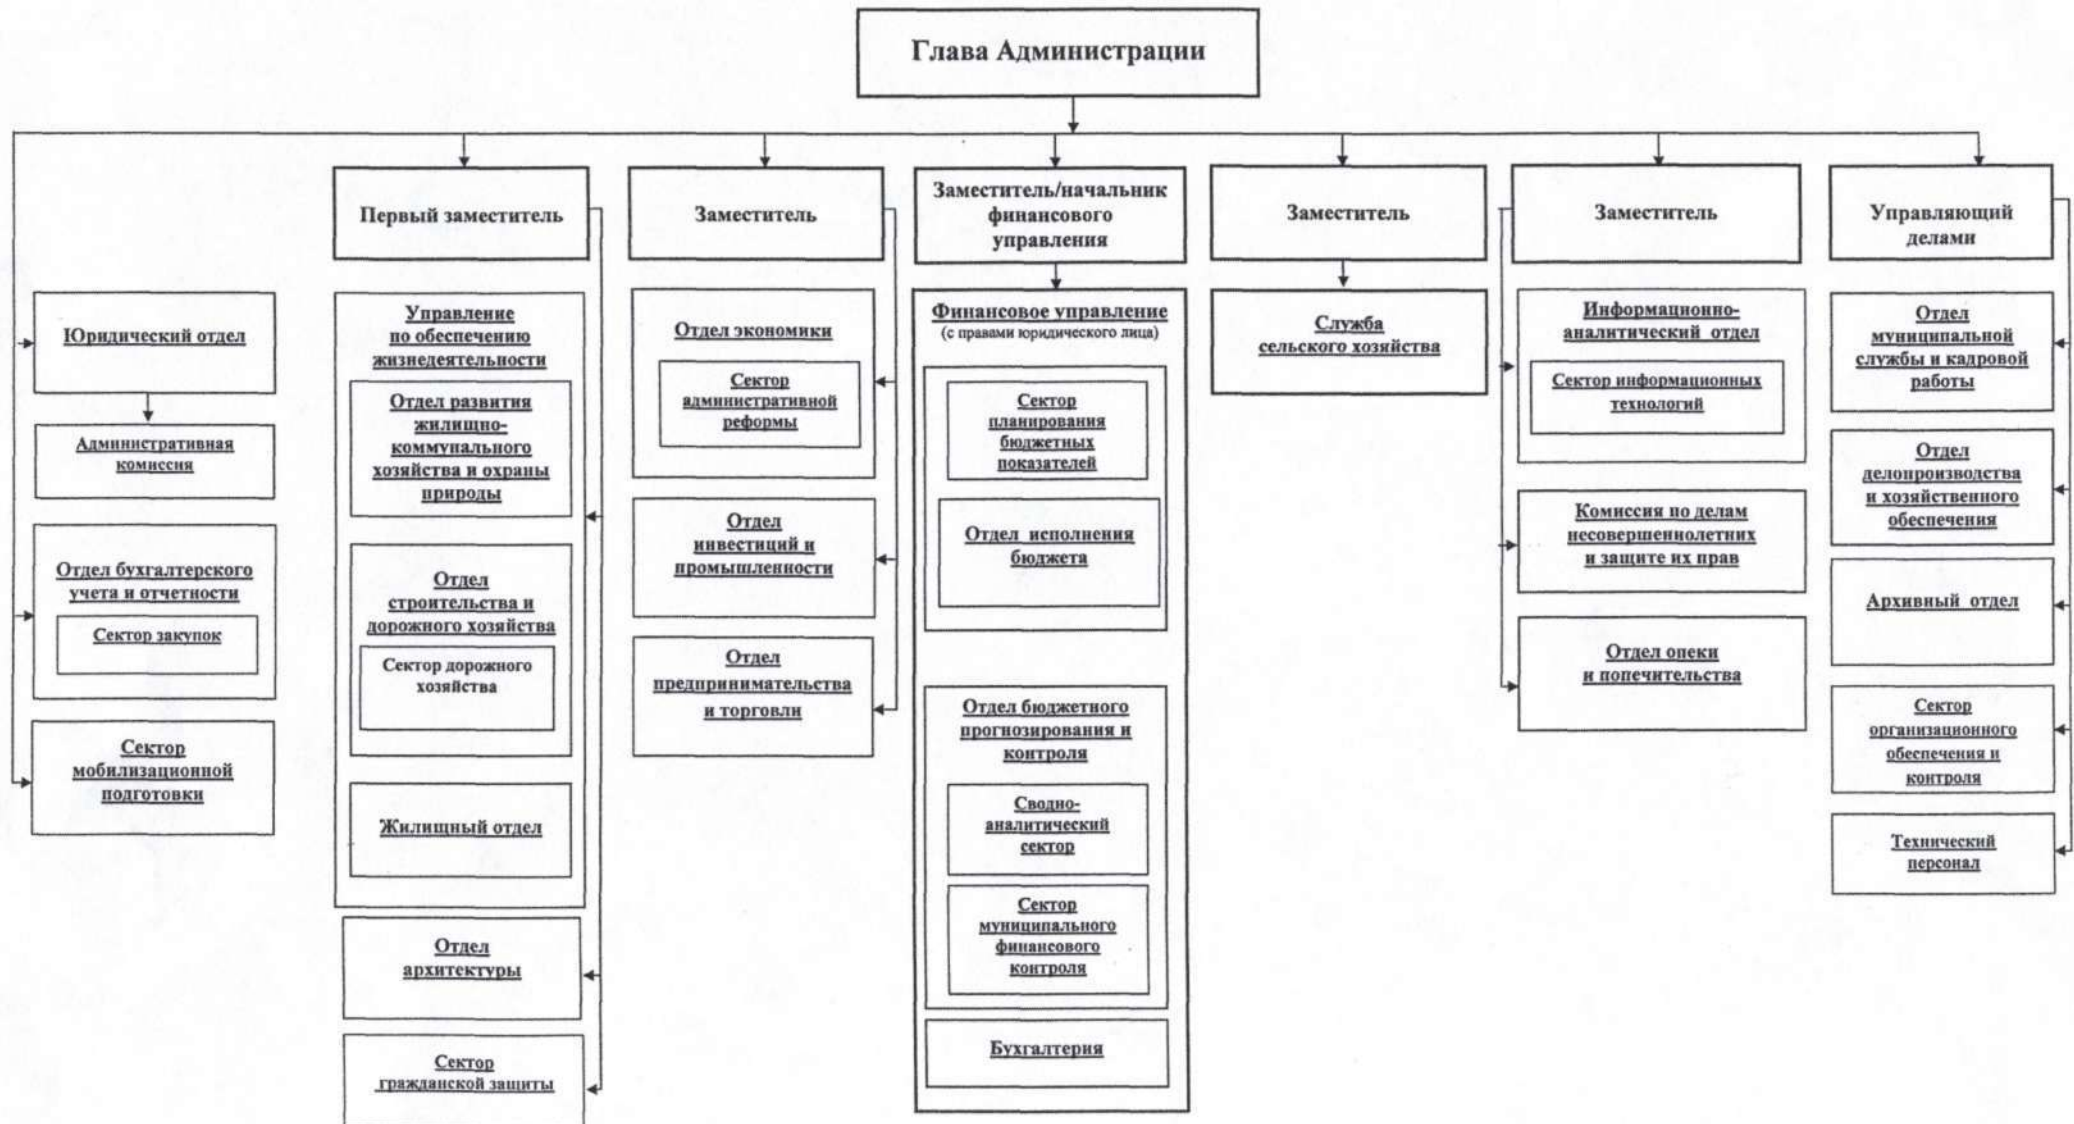 Глава Администрации
Юридический отдел
Административная
комиссия
Отдел бухгалтерского
учета и отчетности
Сектор закупок
Сектор
мобилизационной
подготовки
Первый заместитель
Управление
по обеспечению
жизнедеятельности
Отдел развития
жилищно-
коммунального
хозяйства и охраны
природы
Отдел
строительства и
дорожного хозяйства
Сектор дорожного
хозяйства
Жилищный отдел
Отдел
архитектуры
Сектор
гражданской защиты
Заместитель
Отдел экономики
Сектор
административной
реформы
Отдел
инвестиций и
промышленности
Отдел
предпринимательства
и торговли
Заместитель/начальник
финансового
управления
Финансовое управление
(с правами юридического лица)
Сектор
планирования
бюджетных
показателей
Отдел исполнения
бюджета
Отдел бюджетного
прогнозирования и
контроля
Сводно-
аналитический
сектор
Сектор
муниципального
финансового
контроля
Бухгалтерия
Заместитель
Служба
сельского хозяйства
Заместитель
Информационно-
аналитический отдел
Сектор информационных
технологий
Комиссия по делам
несовершеннолетних
и защите их прав
Отдел опеки
и попечительства
Управляющий
делами
Отдел
муниципальной
службы и кадровой
работы
Отдел
делопроизводства
и хозяйственного
обеспечения
Архивный отдел
Сектор
организационного
обеспечения и
контроля
Технический
персонал